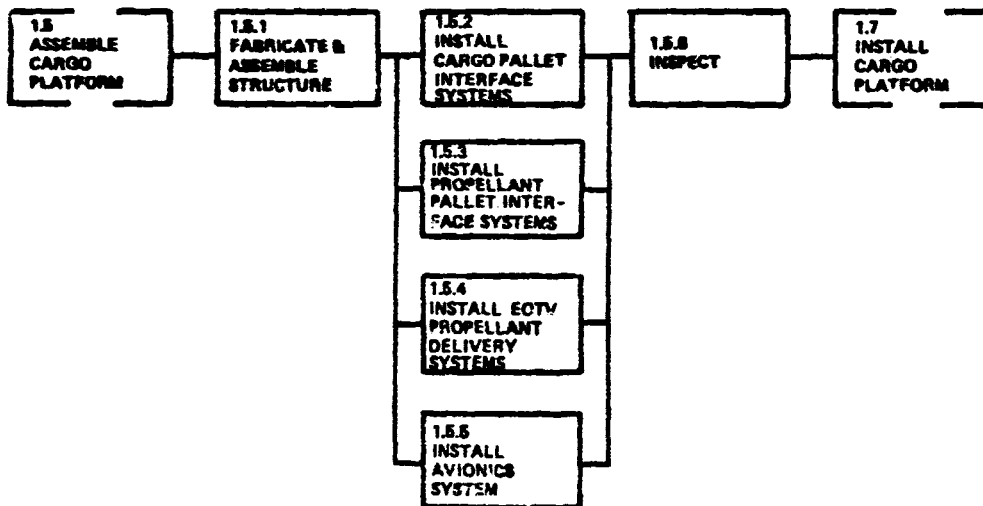 1.5
ASSEMBLE
CARGO
PLATFORM
1.5.1
FABRICATE &
ASSEMBLE
STRUCTURE
1.5.2
INSTALL
CARGO PALLET
INTERFACE
SYSTEMS
1.5.3
INSTALL
PROPELLANT
PALLET INTER-
FACE SYSTEMS
1.5.4
INSTALL EOTV
PROPELLANT
DELIVERY
SYSTEMS
1.5.5
INSTALL
AVIONICS
SYSTEM
1.5.6
INSPECT
1.7
INSTALL
CARGO
PLATFORM